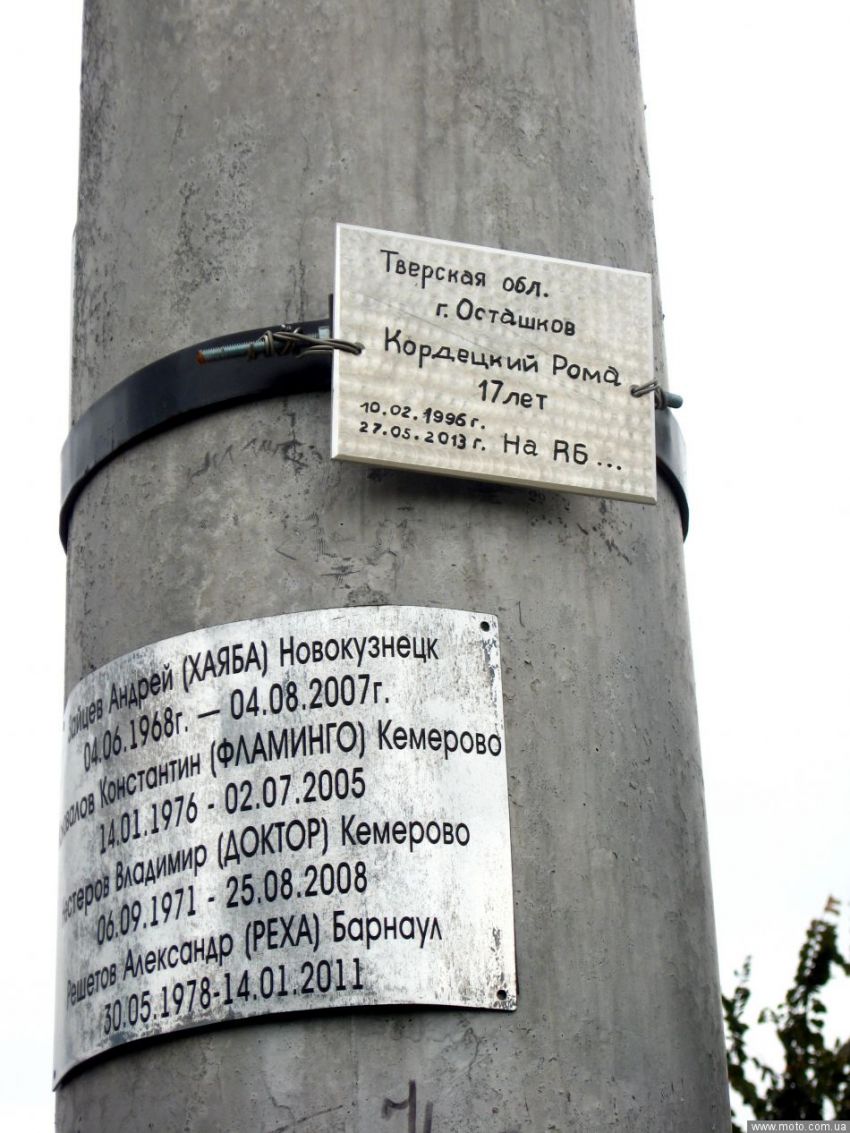 Тверская обл.
г. Осташков
Кордецкий Рома
17лет
10.02.1996г.
27.05.2013г. На ЯБ...
Андрей (ХАЯБА) Новокузнецк
04.06.1968г. — 04.08.2007г.
Константин (ФЛАМИНГО) Кемерово
14.01.1976 - 02.07.2005
Владимир (ДОКТОР) Кемерово
06.09.1971 - 25.08.2008
Решетов Александр (РЕХА) Барнаул
30.05.1978-14.01.2011
www.moto.com.ua